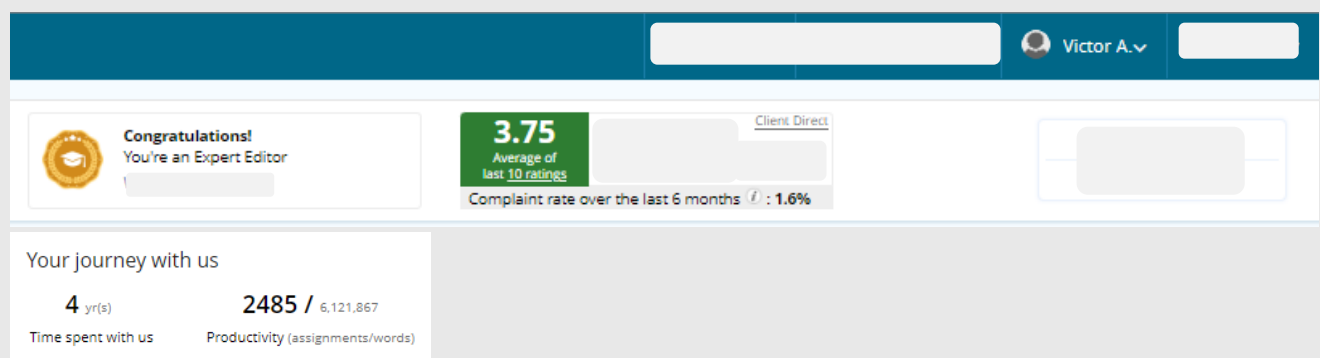 Victor A.
Congratulations!
You're an Expert Editor
3.75
Average of
last 10 ratings
Client Direct
Complaint rate over the last 6 months i : 1.6%
Your journey with us
4 yr(s)
Time spent with us
2485 / 6,121,867
Productivity (assignments/words)